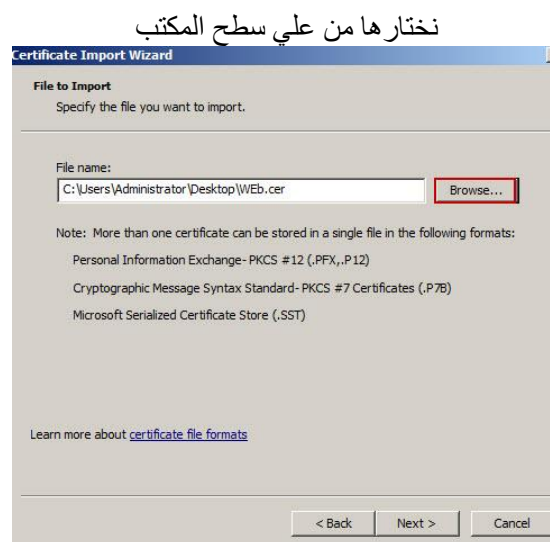 نختارها من علي سطح المكتب
Certificate Import Wizard
File to Import
Specify the file you want to import.
File name:
C:\Users\Administrator\Desktop\WEb.cer
Browse...
Note: More than one certificate can be stored in a single file in the following formats:
Personal Information Exchange- PKCS #12 (.PFX,.P12)
Cryptographic Message Syntax Standard- PKCS #7 Certificates (.P7B)
Microsoft Serialized Certificate Store (.SST)
Learn more about certificate file formats
< Back Next > Cancel